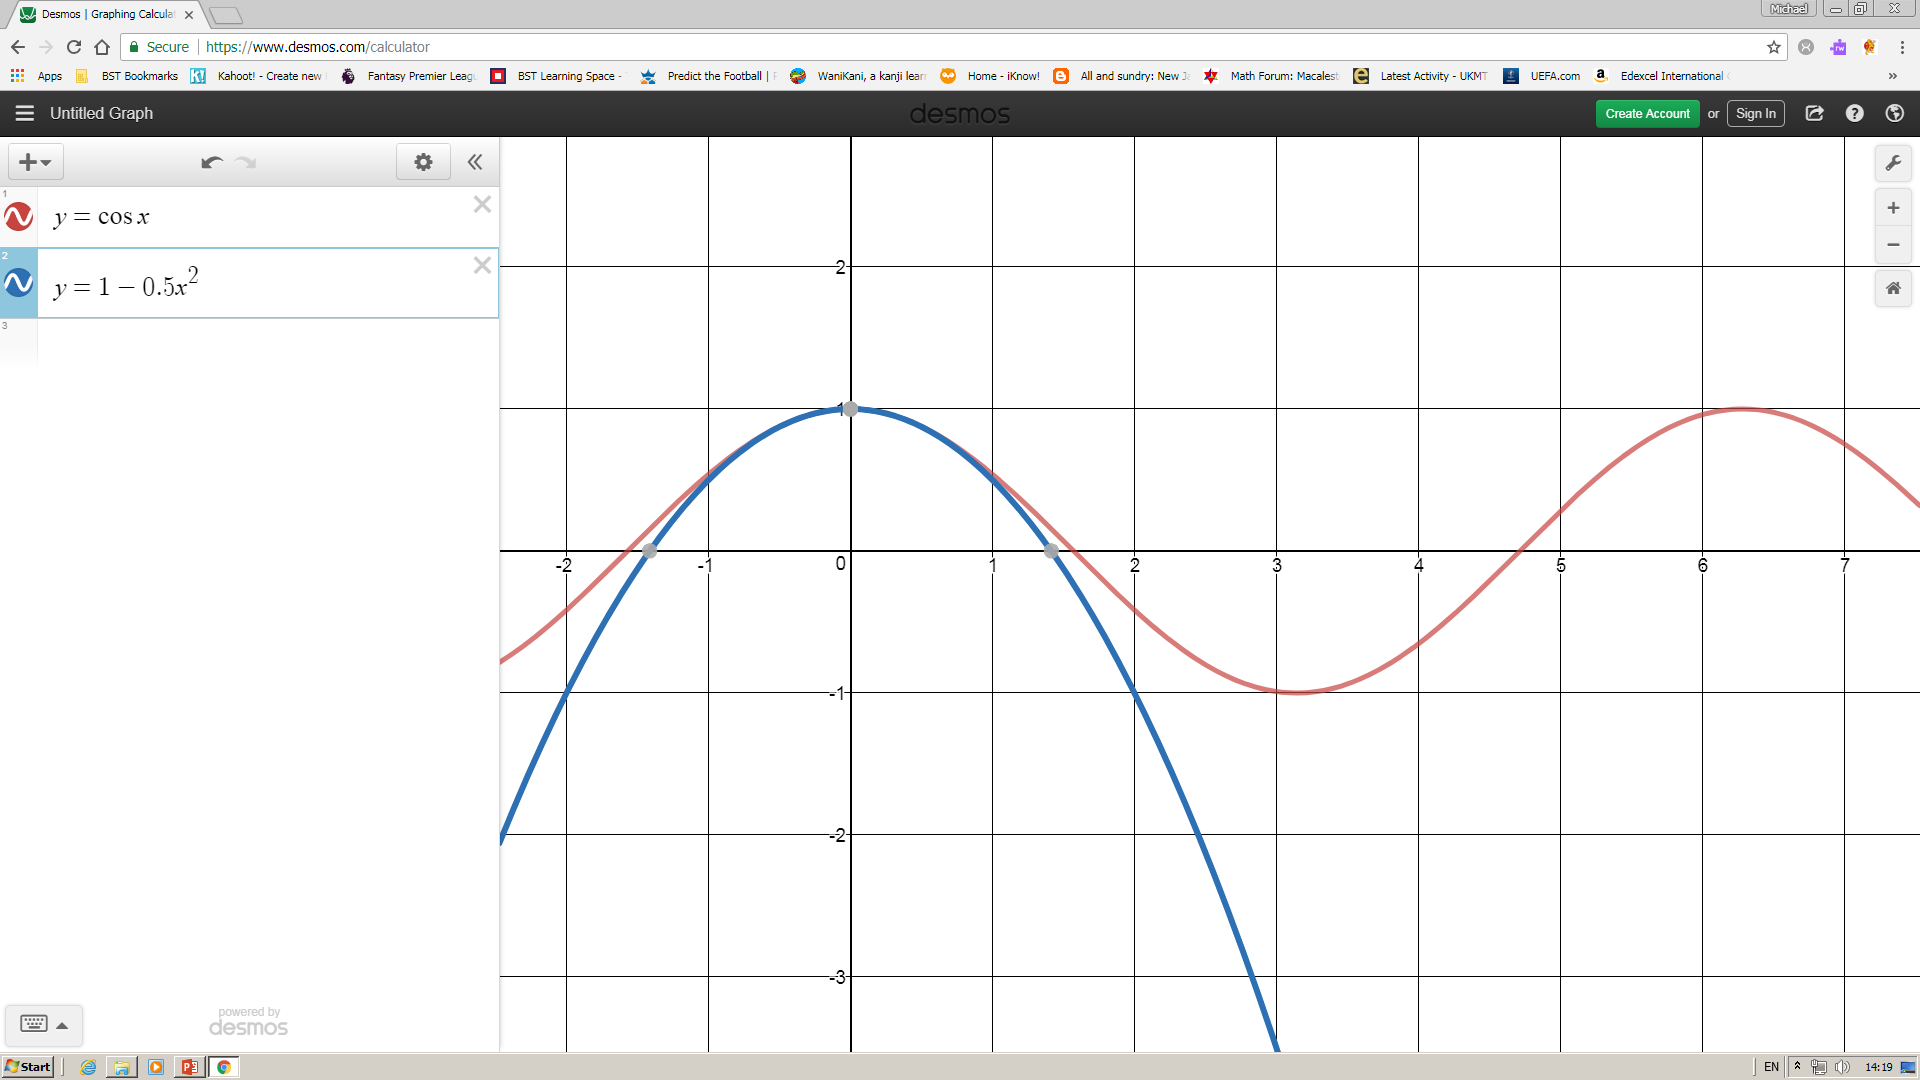 Desmos | Graphing Calcula
Michael
Secure | https://www.desmos.com/calculator
Apps BST Bookmarks Kahoot! - Create new Fantasy Premier Leag BST Learning Space - Predict the Football | WaniKani, a kanji lear Home - iKnow! All and sundry: New Math Forum: Macalest Latest Activity - UKMT UEFA.com Edexcel International »
Untitled Graph
desmos
Create Account or Sign In
1
y = cos x
2
y = 1 − 0.5x²
3
2
1
-2 -1 0 1 2 3 4 5 6 7
-1
-2
-3
powered by
desmos
Start
EN 14:19